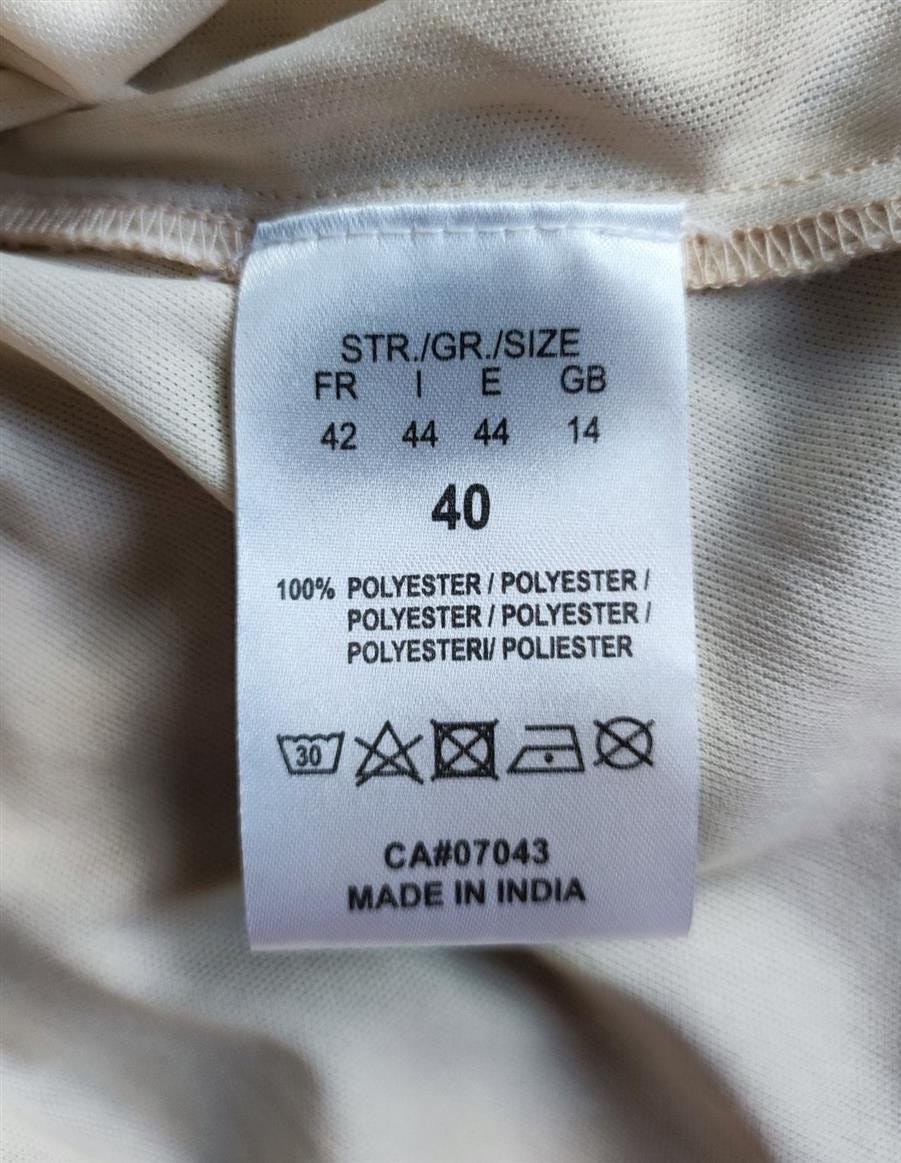 STR./GR./SIZE
FR I E GB
42 44 44 14
40
100% POLYESTER / POLYESTER /
POLYESTER / POLYESTER /
POLYESTERI/ POLIESTER
30
CA#07043
MADE IN INDIA